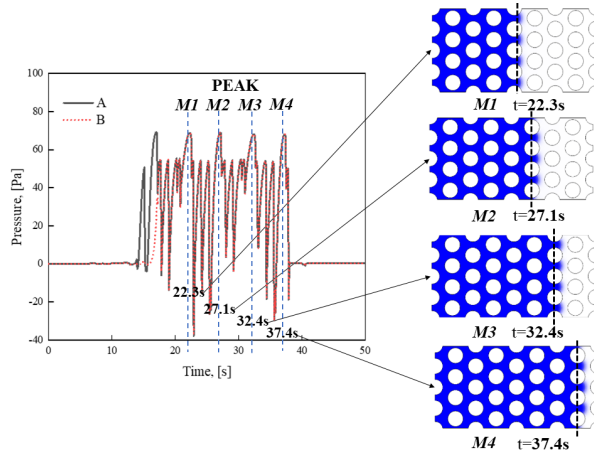 PEAK
M1 M2 M3 M4
A
B
Pressure, [Pa]
100
80
60
40
20
0
-20
-40
22.3s
27.1s
32.4s
37.4s
0 10 20 30 40 50
Time, [s]
M1 t=22.3s
M2 t=27.1s
M3 t=32.4s
M4 t=37.4s